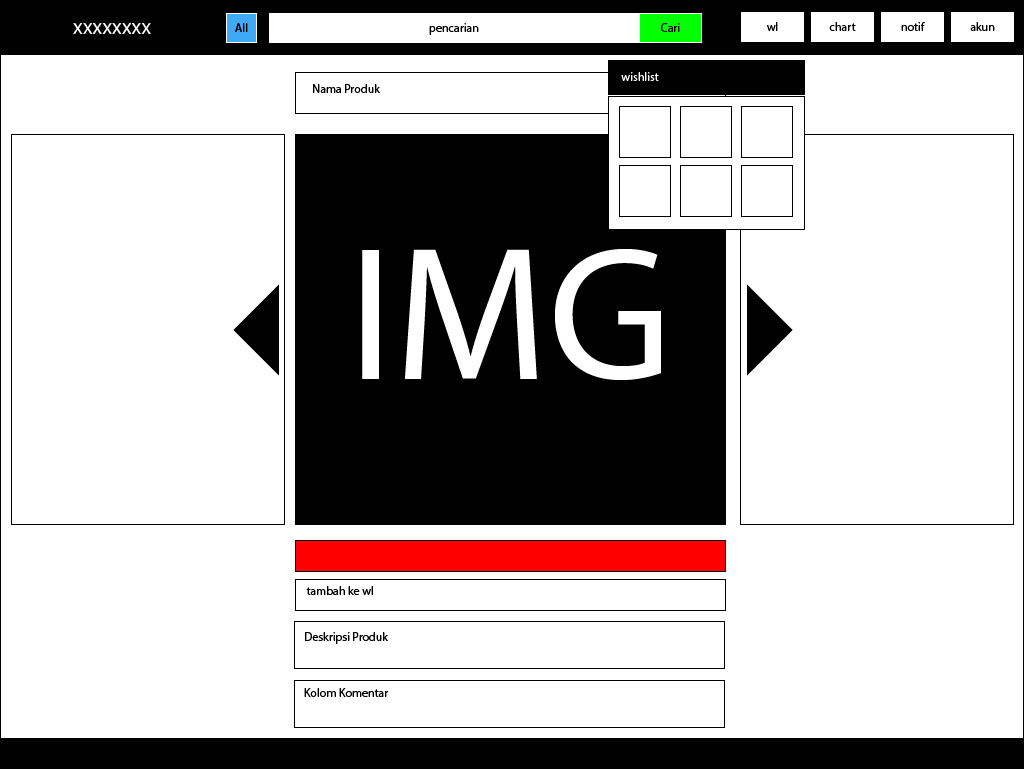 XXXXXXXX
All
pencarian
Cari
wl
chart
notif
akun
wishlist
Nama Produk
IMG
tambah ke wl
Deskripsi Produk
Kolom Komentar